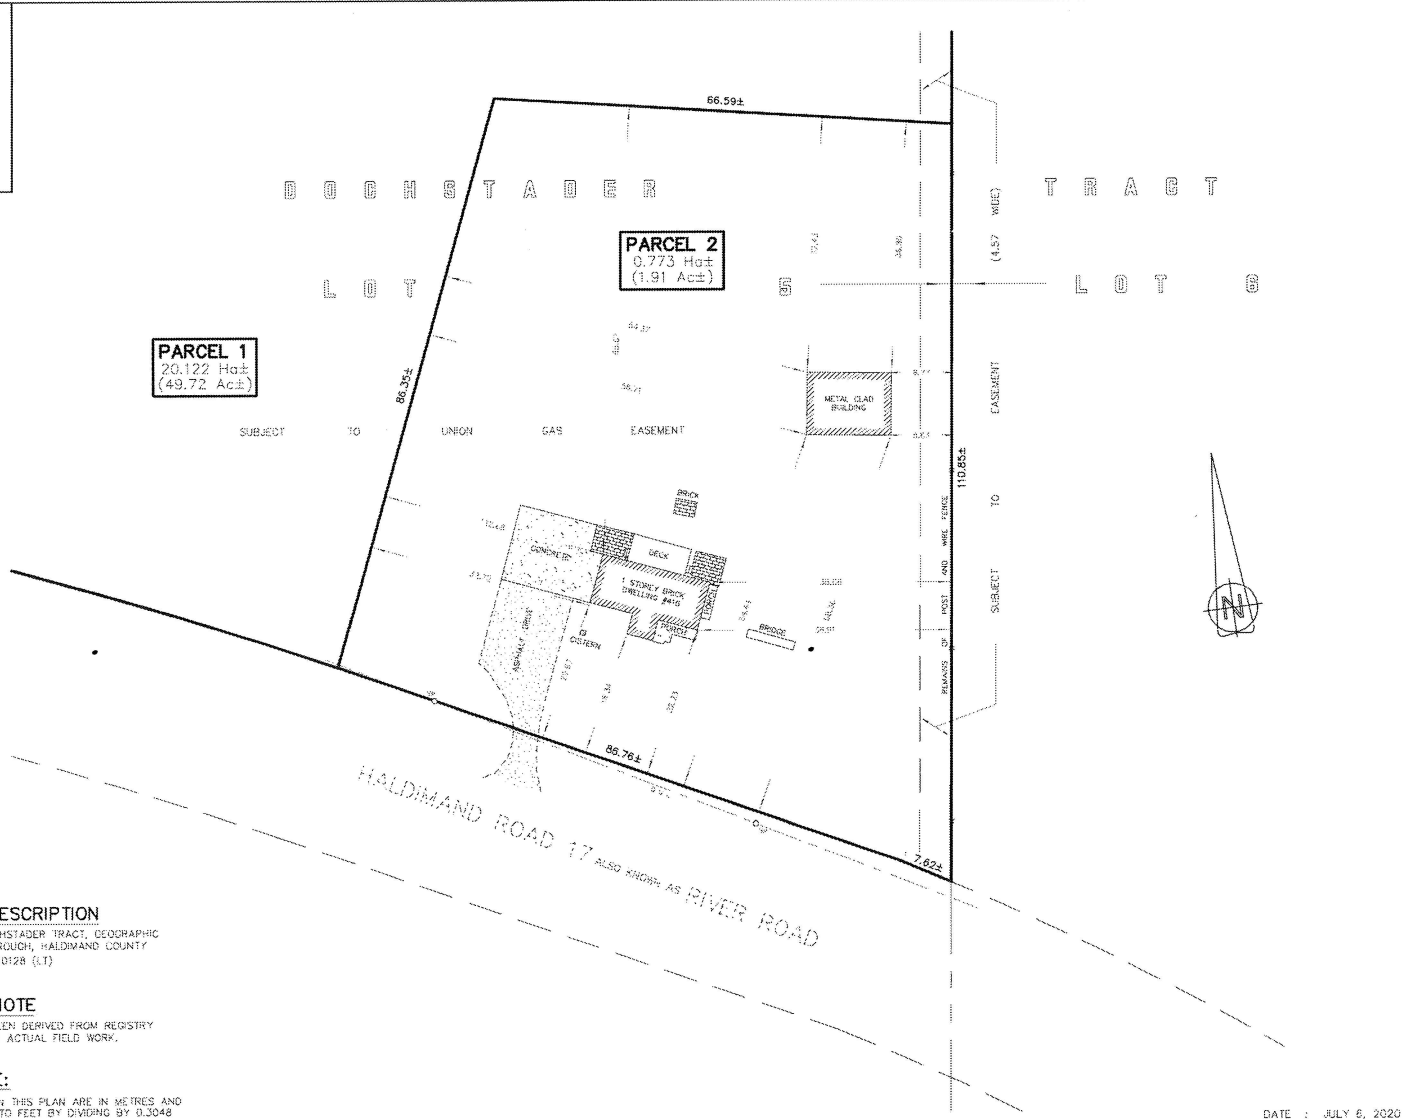 66.59±
DOCHSTADER
TRACT
(4.57 WIDE)
PARCEL 2
0.773 Ha±
(1.91 Ac±)
LOT
5
LOT 6
PARCEL 1
20.122 Ha±
(49.72 Ac±)
86.35±
METAL CLAD
BUILDING
SUBJECT TO UNION GAS EASEMENT
SUBJECT TO EASEMENT
110.85±
REMAINS OF POST AND WIRE FENCE
BRICK
CONCRETE
DECK
1 STOREY BRICK
DWELLING #416
PORCH
PORCH
ASPHALT DRIVE
CISTERN
BRIDGE
N
86.76±
7.62±
HALDIMAND ROAD 17 ALSO KNOWN AS RIVER ROAD
ESCRIPTION
HSTADER TRACT, GEOGRAPHIC
ROUGH, HALDIMAND COUNTY
0128 (LT)
NOTE
EEN DERIVED FROM REGISTRY
ACTUAL FIELD WORK.
N THIS PLAN ARE IN METRES AND
TO FEET BY DIVIDING BY 0.3048
DATE : JULY 6, 2020